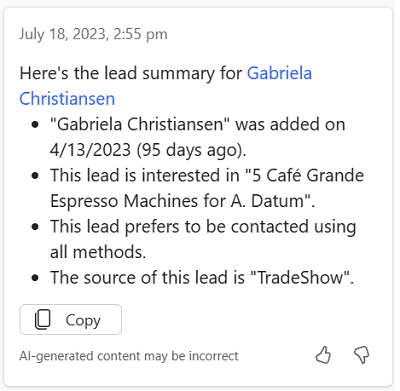 July 18, 2023, 2:55 pm
Here's the lead summary for Gabriela
Christiansen
• "Gabriela Christiansen" was added on
4/13/2023 (95 days ago).
• This lead is interested in "5 Café Grande
Espresso Machines for A. Datum".
• This lead prefers to be contacted using
all methods.
• The source of this lead is "TradeShow".
Copy
AI-generated content may be incorrect